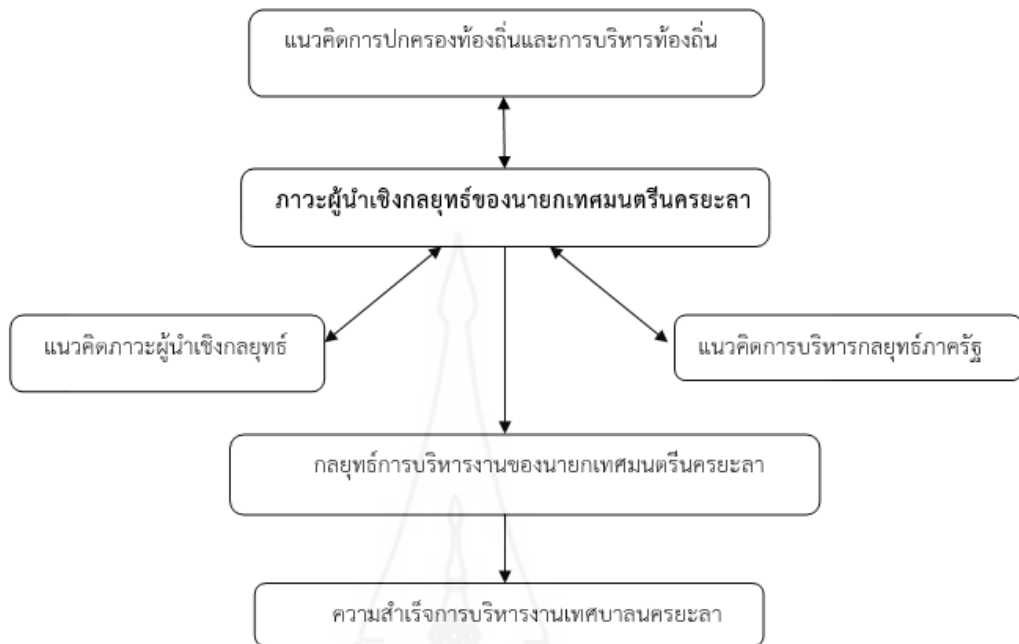 แนวคิดการปกครองท้องถิ่นและการบริหารท้องถิ่น
ภาวะผู้นำเชิงกลยุทธ์ของนายกเทศมนตรีนครยะลา
แนวคิดภาวะผู้นำเชิงกลยุทธ์
แนวคิดการบริหารกลยุทธ์ภาครัฐ
กลยุทธ์การบริหารงานของนายกเทศมนตรีนครยะลา
ความสำเร็จการบริหารงานเทศบาลนครยะลา